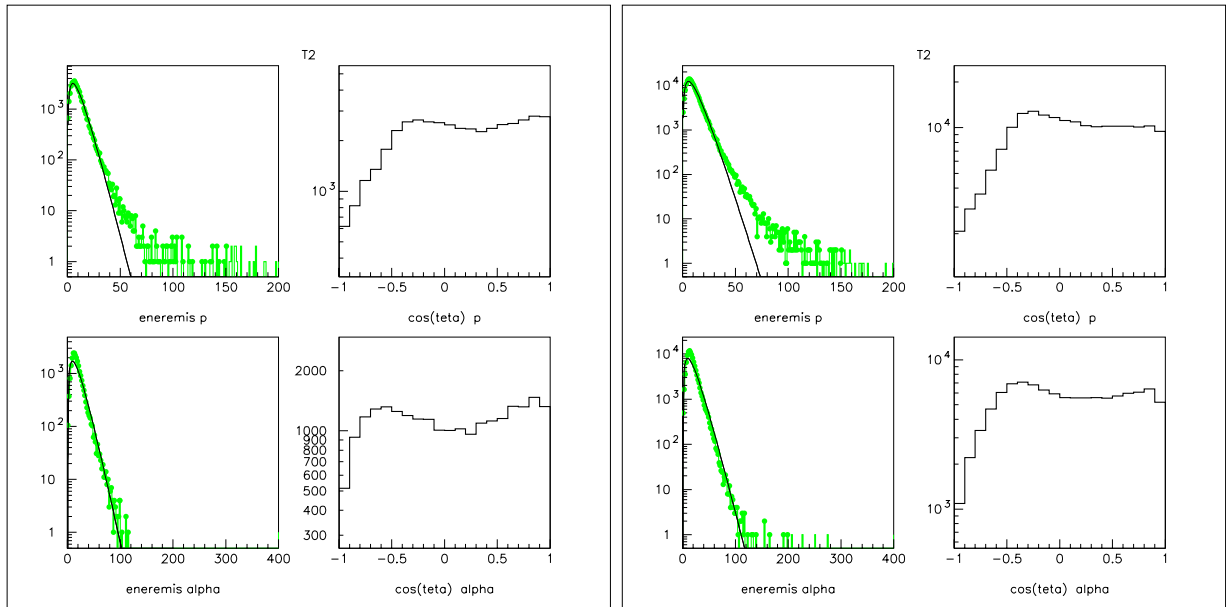 T2
10³
10²
10
1
0 50 100 150 200
eneremis p
10³
−1 −0.5 0 0.5 1
cos(teta) p
10³
10²
10
1
0 100 200 300 400
eneremis alpha
2000
1000
900
800
700
600
500
300
−1 −0.5 0 0.5 1
cos(teta) alpha
T2
10⁴
10³
10²
10
1
0 50 100 150 200
eneremis p
10⁴
−1 −0.5 0 0.5 1
cos(teta) p
10⁴
10³
10²
10
1
0 100 200 300 400
eneremis alpha
10⁴
10³
−1 −0.5 0 0.5 1
cos(teta) alpha